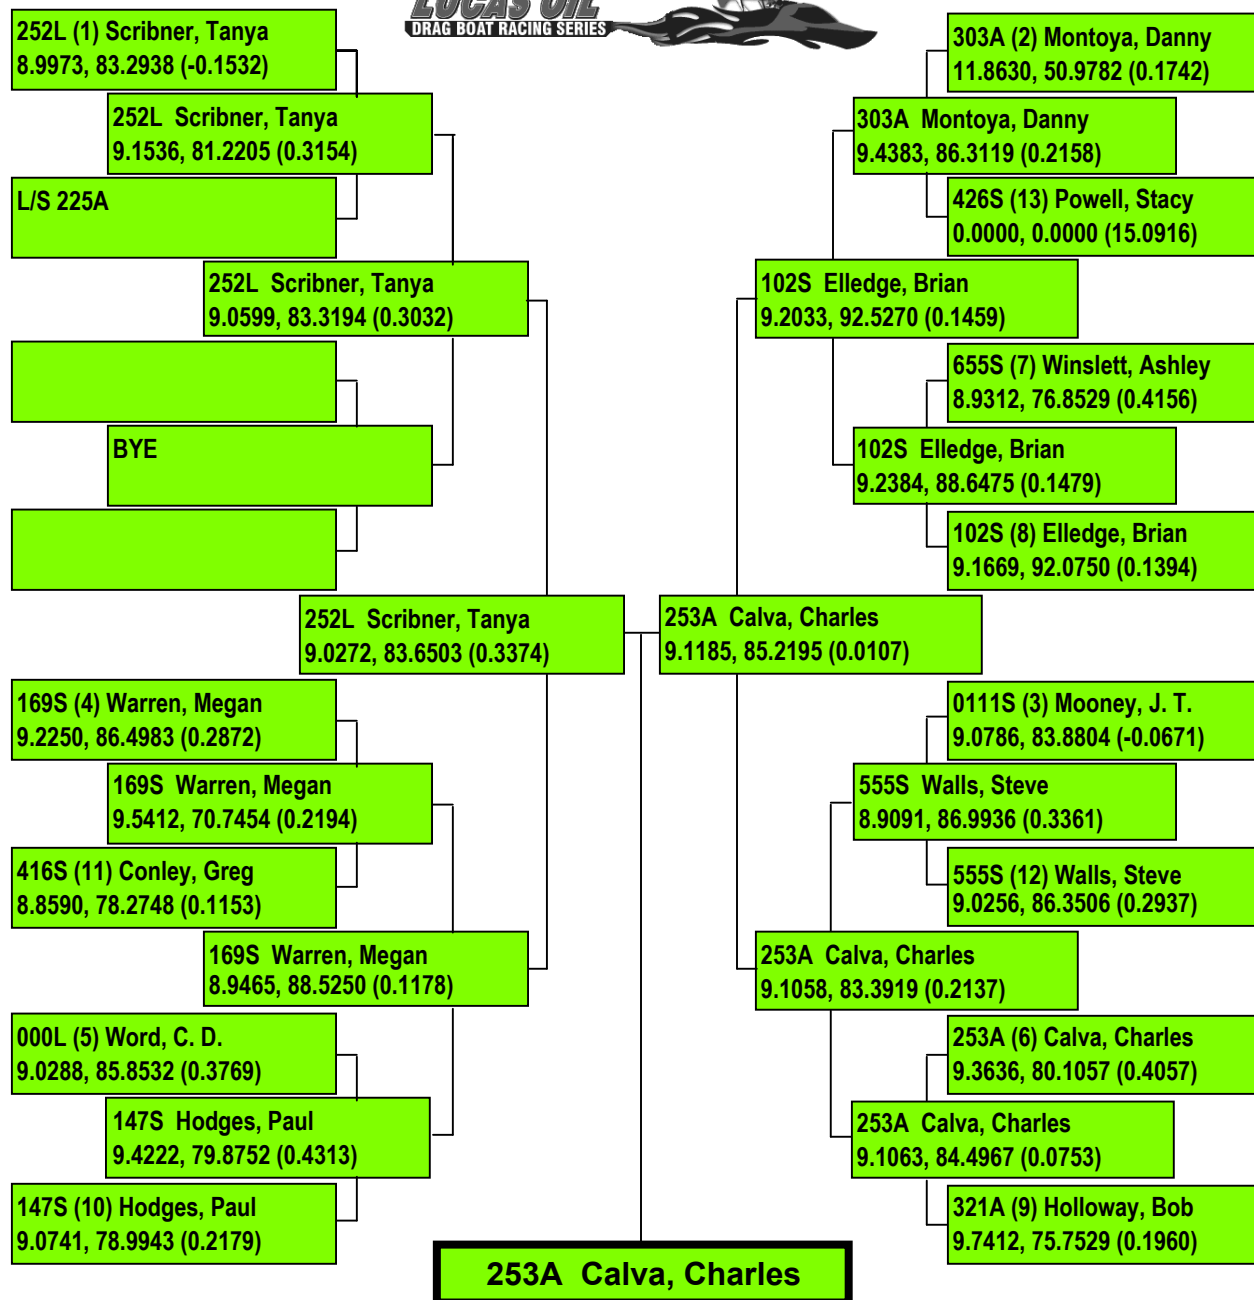 LUCAS OIL
DRAG BOAT RACING SERIES
252L (1) Scribner, Tanya
8.9973, 83.2938 (-0.1532)
252L Scribner, Tanya
9.1536, 81.2205 (0.3154)
L/S 225A
252L Scribner, Tanya
9.0599, 83.3194 (0.3032)
BYE
252L Scribner, Tanya
9.0272, 83.6503 (0.3374)
169S (4) Warren, Megan
9.2250, 86.4983 (0.2872)
169S Warren, Megan
9.5412, 70.7454 (0.2194)
416S (11) Conley, Greg
8.8590, 78.2748 (0.1153)
169S Warren, Megan
8.9465, 88.5250 (0.1178)
000L (5) Word, C. D.
9.0288, 85.8532 (0.3769)
147S Hodges, Paul
9.4222, 79.8752 (0.4313)
147S (10) Hodges, Paul
9.0741, 78.9943 (0.2179)
303A (2) Montoya, Danny
11.8630, 50.9782 (0.1742)
303A Montoya, Danny
9.4383, 86.3119 (0.2158)
426S (13) Powell, Stacy
0.0000, 0.0000 (15.0916)
102S Elledge, Brian
9.2033, 92.5270 (0.1459)
655S (7) Winslett, Ashley
8.9312, 76.8529 (0.4156)
102S Elledge, Brian
9.2384, 88.6475 (0.1479)
102S (8) Elledge, Brian
9.1669, 92.0750 (0.1394)
253A Calva, Charles
9.1185, 85.2195 (0.0107)
0111S (3) Mooney, J. T.
9.0786, 83.8804 (-0.0671)
555S Walls, Steve
8.9091, 86.9936 (0.3361)
555S (12) Walls, Steve
9.0256, 86.3506 (0.2937)
253A Calva, Charles
9.1058, 83.3919 (0.2137)
253A (6) Calva, Charles
9.3636, 80.1057 (0.4057)
253A Calva, Charles
9.1063, 84.4967 (0.0753)
321A (9) Holloway, Bob
9.7412, 75.7529 (0.1960)
253A Calva, Charles